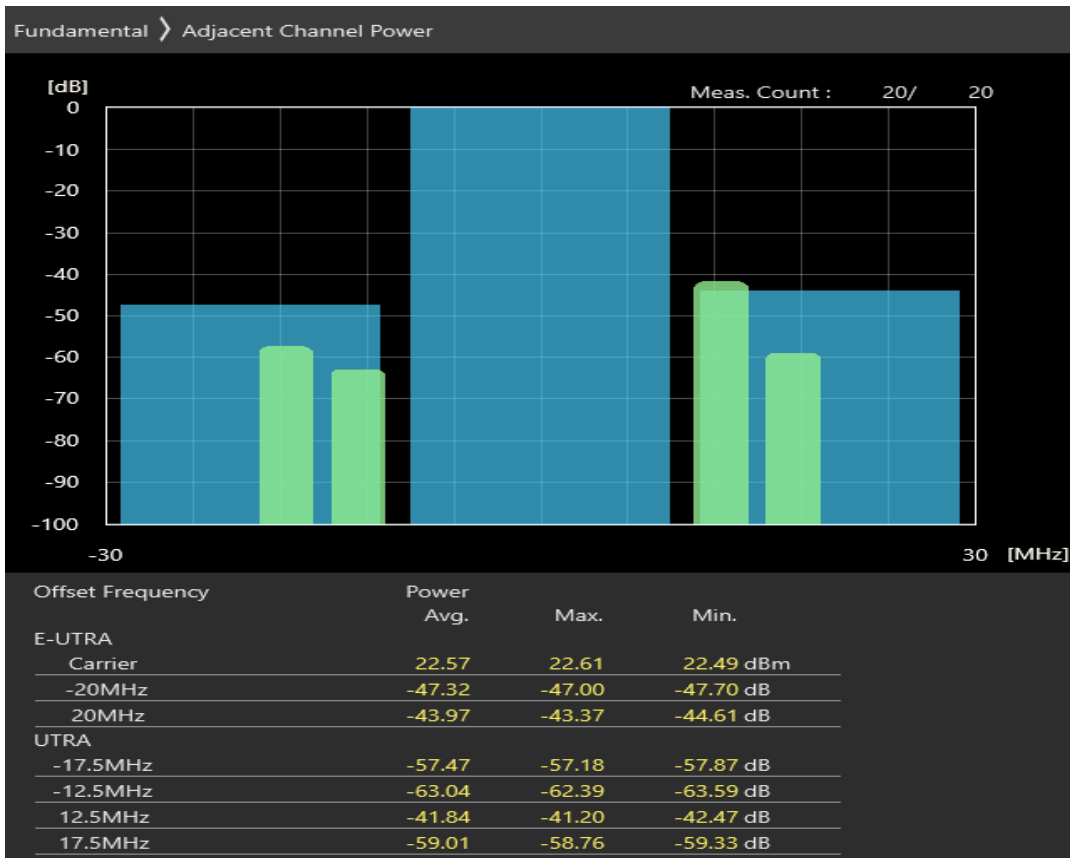 Fundamental 〉 Adjacent Channel Power
[dB]
Meas. Count : 20/ 20
0
-10
-20
-30
-40
-50
-60
-70
-80
-90
-100
-30 30 [MHz]
Offset Frequency Power
Avg. Max. Min.
E-UTRA
Carrier 22.57 22.61 22.49 dBm
-20MHz -47.32 -47.00 -47.70 dB
20MHz -43.97 -43.37 -44.61 dB
UTRA
-17.5MHz -57.47 -57.18 -57.87 dB
-12.5MHz -63.04 -62.39 -63.59 dB
12.5MHz -41.84 -41.20 -42.47 dB
17.5MHz -59.01 -58.76 -59.33 dB